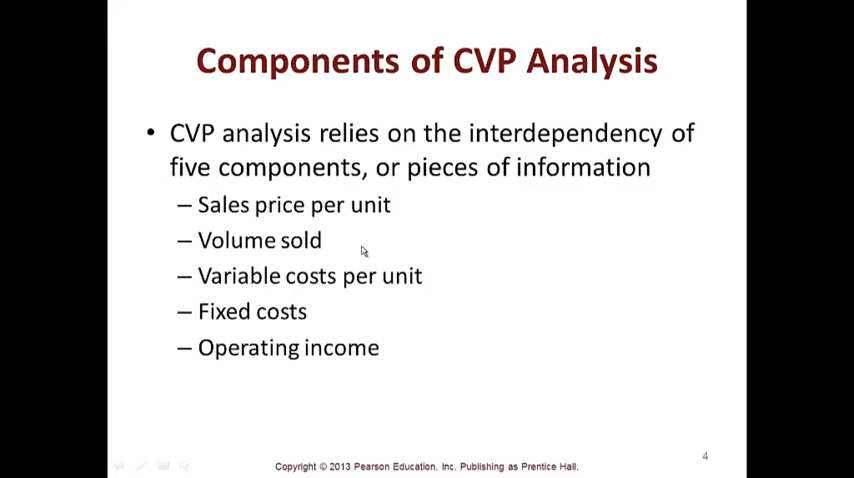 Components of CVP Analysis
• CVP analysis relies on the interdependency of
five components, or pieces of information
– Sales price per unit
– Volume sold
– Variable costs per unit
– Fixed costs
– Operating income
4
Copyright © 2013 Pearson Education, Inc. Publishing as Prentice Hall.